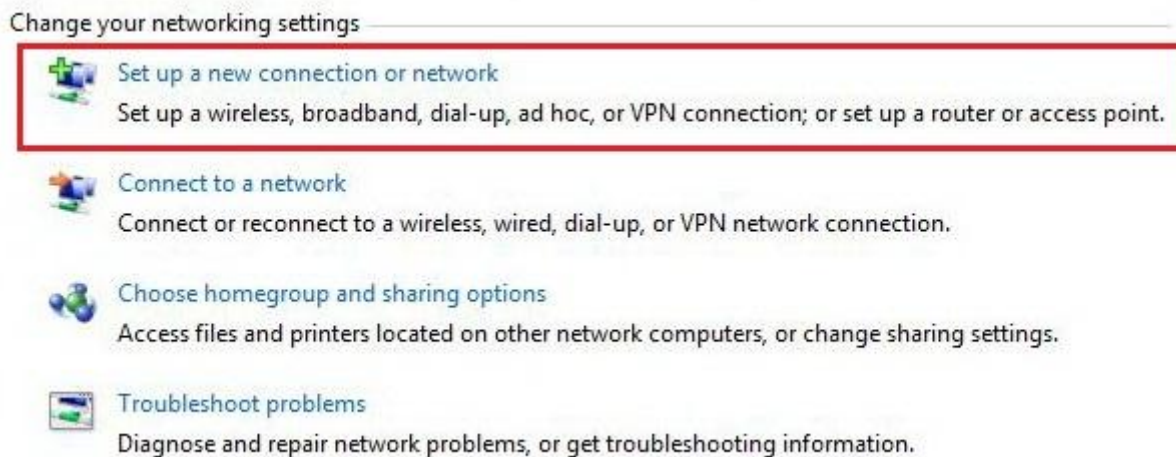 Change your networking settings
Set up a new connection or network
Set up a wireless, broadband, dial-up, ad hoc, or VPN connection; or set up a router or access point.
Connect to a network
Connect or reconnect to a wireless, wired, dial-up, or VPN network connection.
Choose homegroup and sharing options
Access files and printers located on other network computers, or change sharing settings.
Troubleshoot problems
Diagnose and repair network problems, or get troubleshooting information.